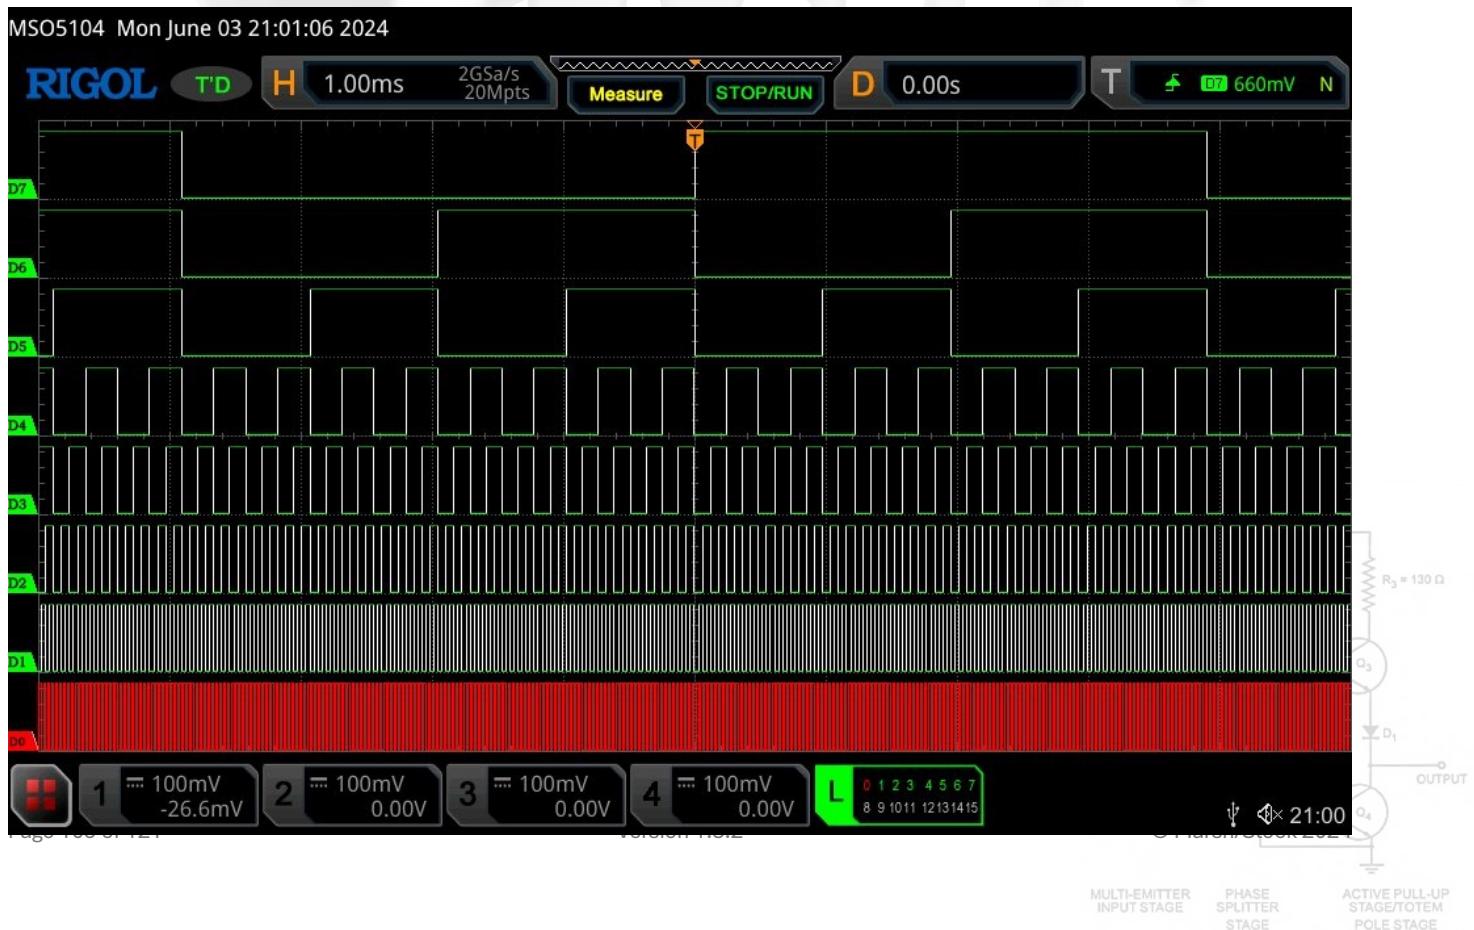 MSO5104 Mon June 03 21:01:06 2024
RIGOL T'D H 1.00ms 2GSa/s 20Mpts Measure STOP/RUN D 0.00s T D7 660mV N
T
D7
D6
D5
D4
D3
D2
R3 = 130 Ω
D1
Q3
D0
D1
OUTPUT
1 100mV -26.6mV 2 100mV 0.00V 3 100mV 0.00V 4 100mV 0.00V L 0 1 2 3 4 5 6 7
8 9 10 11 12 13 14 15
Q4
21:00
MULTI-EMITTER INPUT STAGE
PHASE SPLITTER STAGE
ACTIVE PULL-UP STAGE/TOTEM POLE STAGE